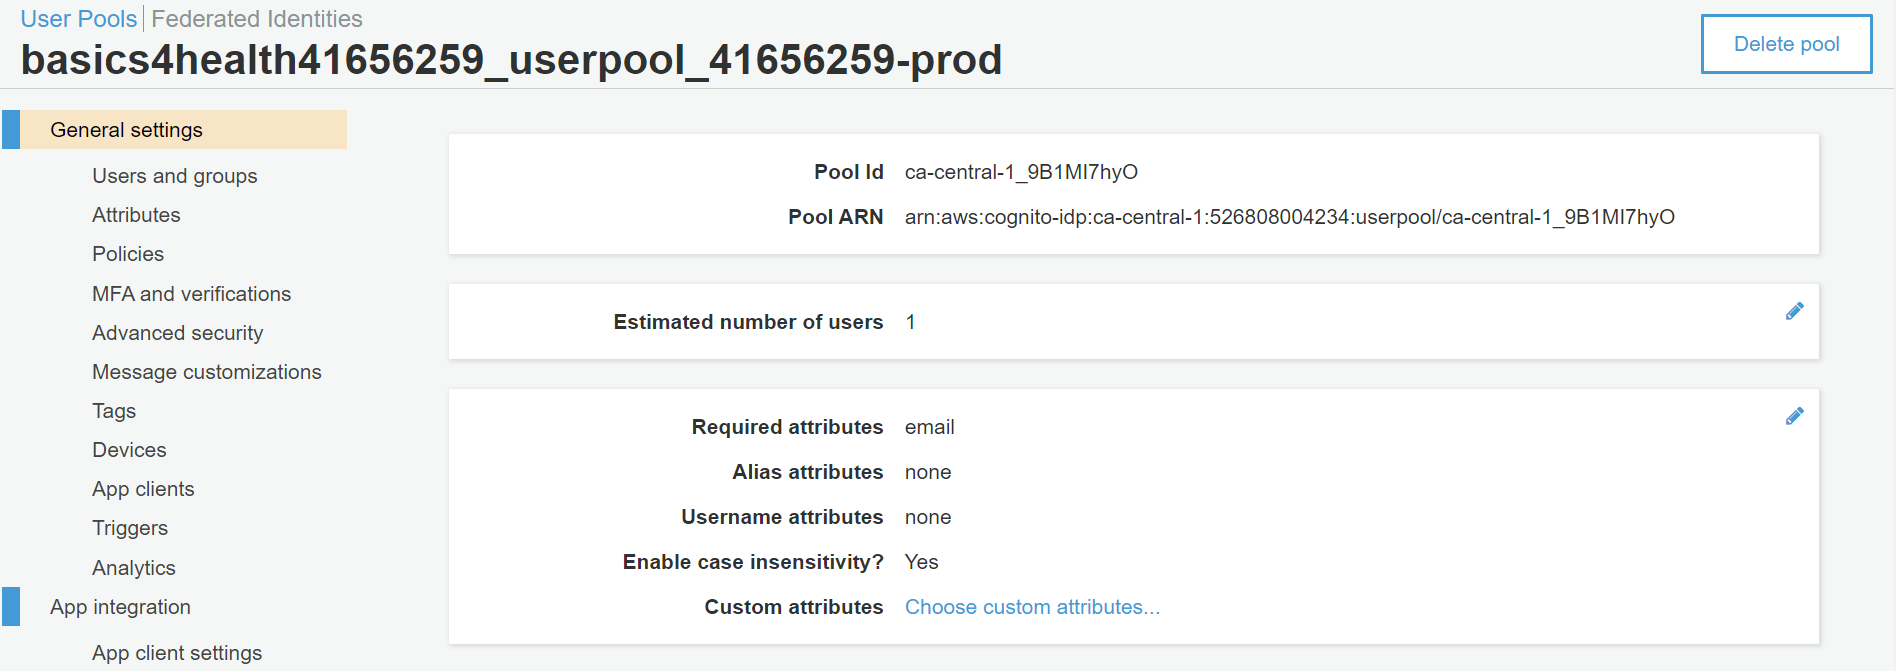 User Pools Federated Identities
basics4health41656259_userpool_41656259-prod
Delete pool
General settings
Users and groups
Attributes
Policies
MFA and verifications
Advanced security
Message customizations
Tags
Devices
App clients
Triggers
Analytics
App integration
App client settings
Pool Id ca-central-1_9B1MI7hyO
Pool ARN arn:aws:cognito-idp:ca-central-1:526808004234:userpool/ca-central-1_9B1MI7hyO
Estimated number of users 1
Required attributes email
Alias attributes none
Username attributes none
Enable case insensitivity? Yes
Custom attributes Choose custom attributes...